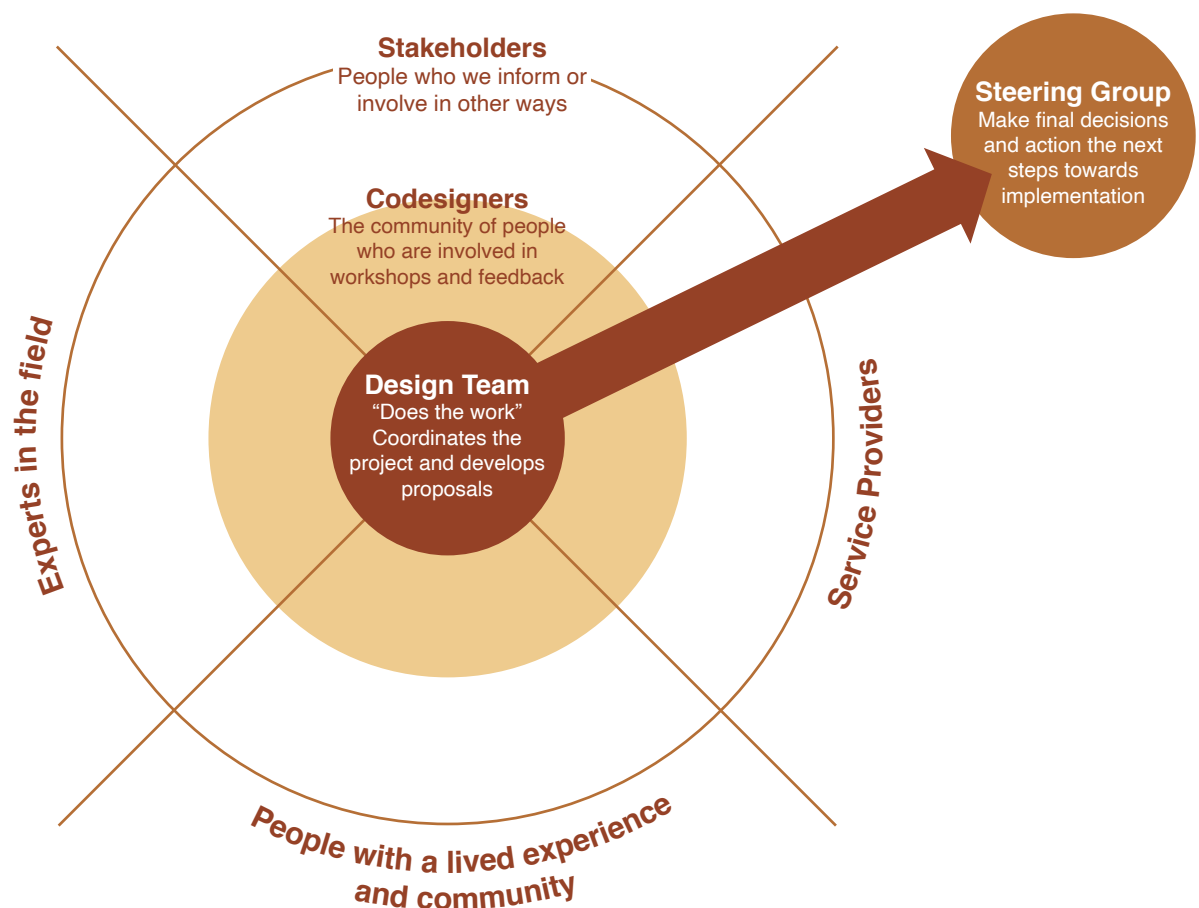 Stakeholders
People who we inform or
involve in other ways
Steering Group
Make final decisions
and action the next
steps towards
implementation
Codesigners
The community of people
who are involved in
workshops and feedback
Design Team
“Does the work”
Coordinates the
project and develops
proposals
Experts in the field
Service Providers
People with a lived experience
and community